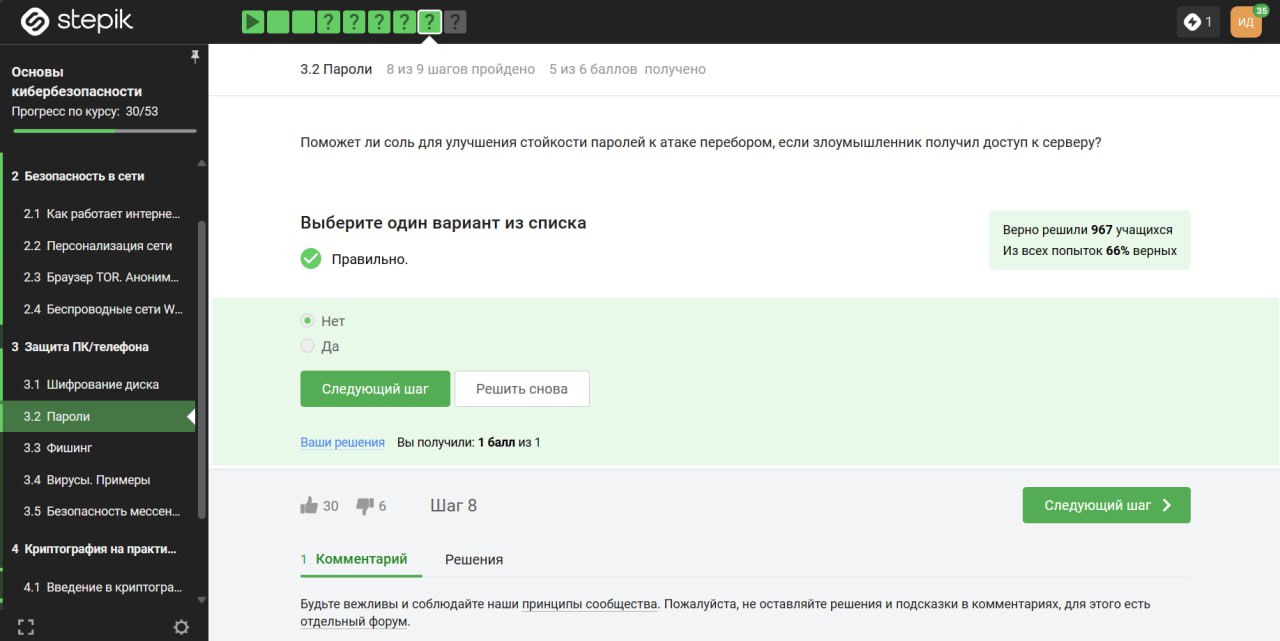 stepik
?
?
?
?
?
?
1
ИД
35
Основы
кибербезопасности
Прогресс по курсу: 30/53
2 Безопасность в сети
2.1 Как работает интерне...
2.2 Персонализация сети
2.3 Браузер TOR. Аноним...
2.4 Беспроводные сети W...
3 Защита ПК/телефона
3.1 Шифрование диска
3.2 Пароли
3.3 Фишинг
3.4 Вирусы. Примеры
3.5 Безопасность мессен...
4 Криптография на практи...
4.1 Введение в криптогра...
3.2 Пароли 8 из 9 шагов пройдено 5 из 6 баллов получено
Поможет ли соль для улучшения стойкости паролей к атаке перебором, если злоумышленник получил доступ к серверу?
Выберите один вариант из списка
Правильно.
Верно решили 967 учащихся
Из всех попыток 66% верных
Нет
Да
Следующий шаг
Решить снова
Ваши решения Вы получили: 1 балл из 1
30
6
Шаг 8
Следующий шаг
1 Комментарий
Решения
Будьте вежливы и соблюдайте наши принципы сообщества. Пожалуйста, не оставляйте решения и подсказки в комментариях, для этого есть
отдельный форум.